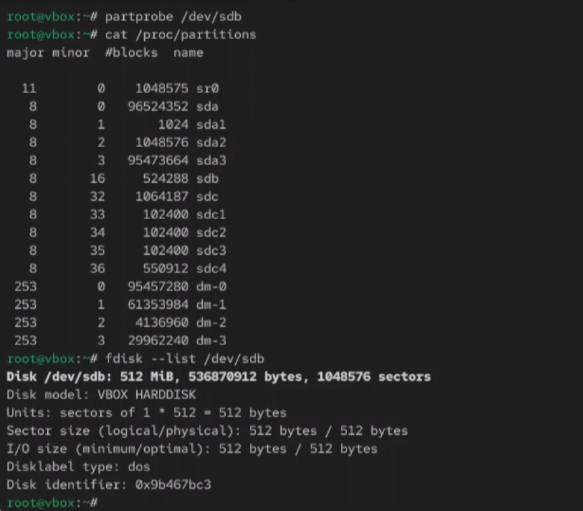 root@vbox:~# partprobe /dev/sdb
root@vbox:~# cat /proc/partitions
major minor  #blocks  name

  11        0    1048575 sr0
   8        0   96524352 sda
   8        1       1024 sda1
   8        2    1048576 sda2
   8        3   95473664 sda3
   8       16     524288 sdb
   8       32    1064187 sdc
   8       33     102400 sdc1
   8       34     102400 sdc2
   8       35     102400 sdc3
   8       36     550912 sdc4
 253        0   95457280 dm-0
 253        1   61353984 dm-1
 253        2    4136960 dm-2
 253        3   29962240 dm-3
root@vbox:~# fdisk --list /dev/sdb
Disk /dev/sdb: 512 MiB, 536870912 bytes, 1048576 sectors
Disk model: VBOX HARDDISK
Units: sectors of 1 * 512 = 512 bytes
Sector size (logical/physical): 512 bytes / 512 bytes
I/O size (minimum/optimal): 512 bytes / 512 bytes
Disklabel type: dos
Disk identifier: 0x9b467bc3
root@vbox:~#